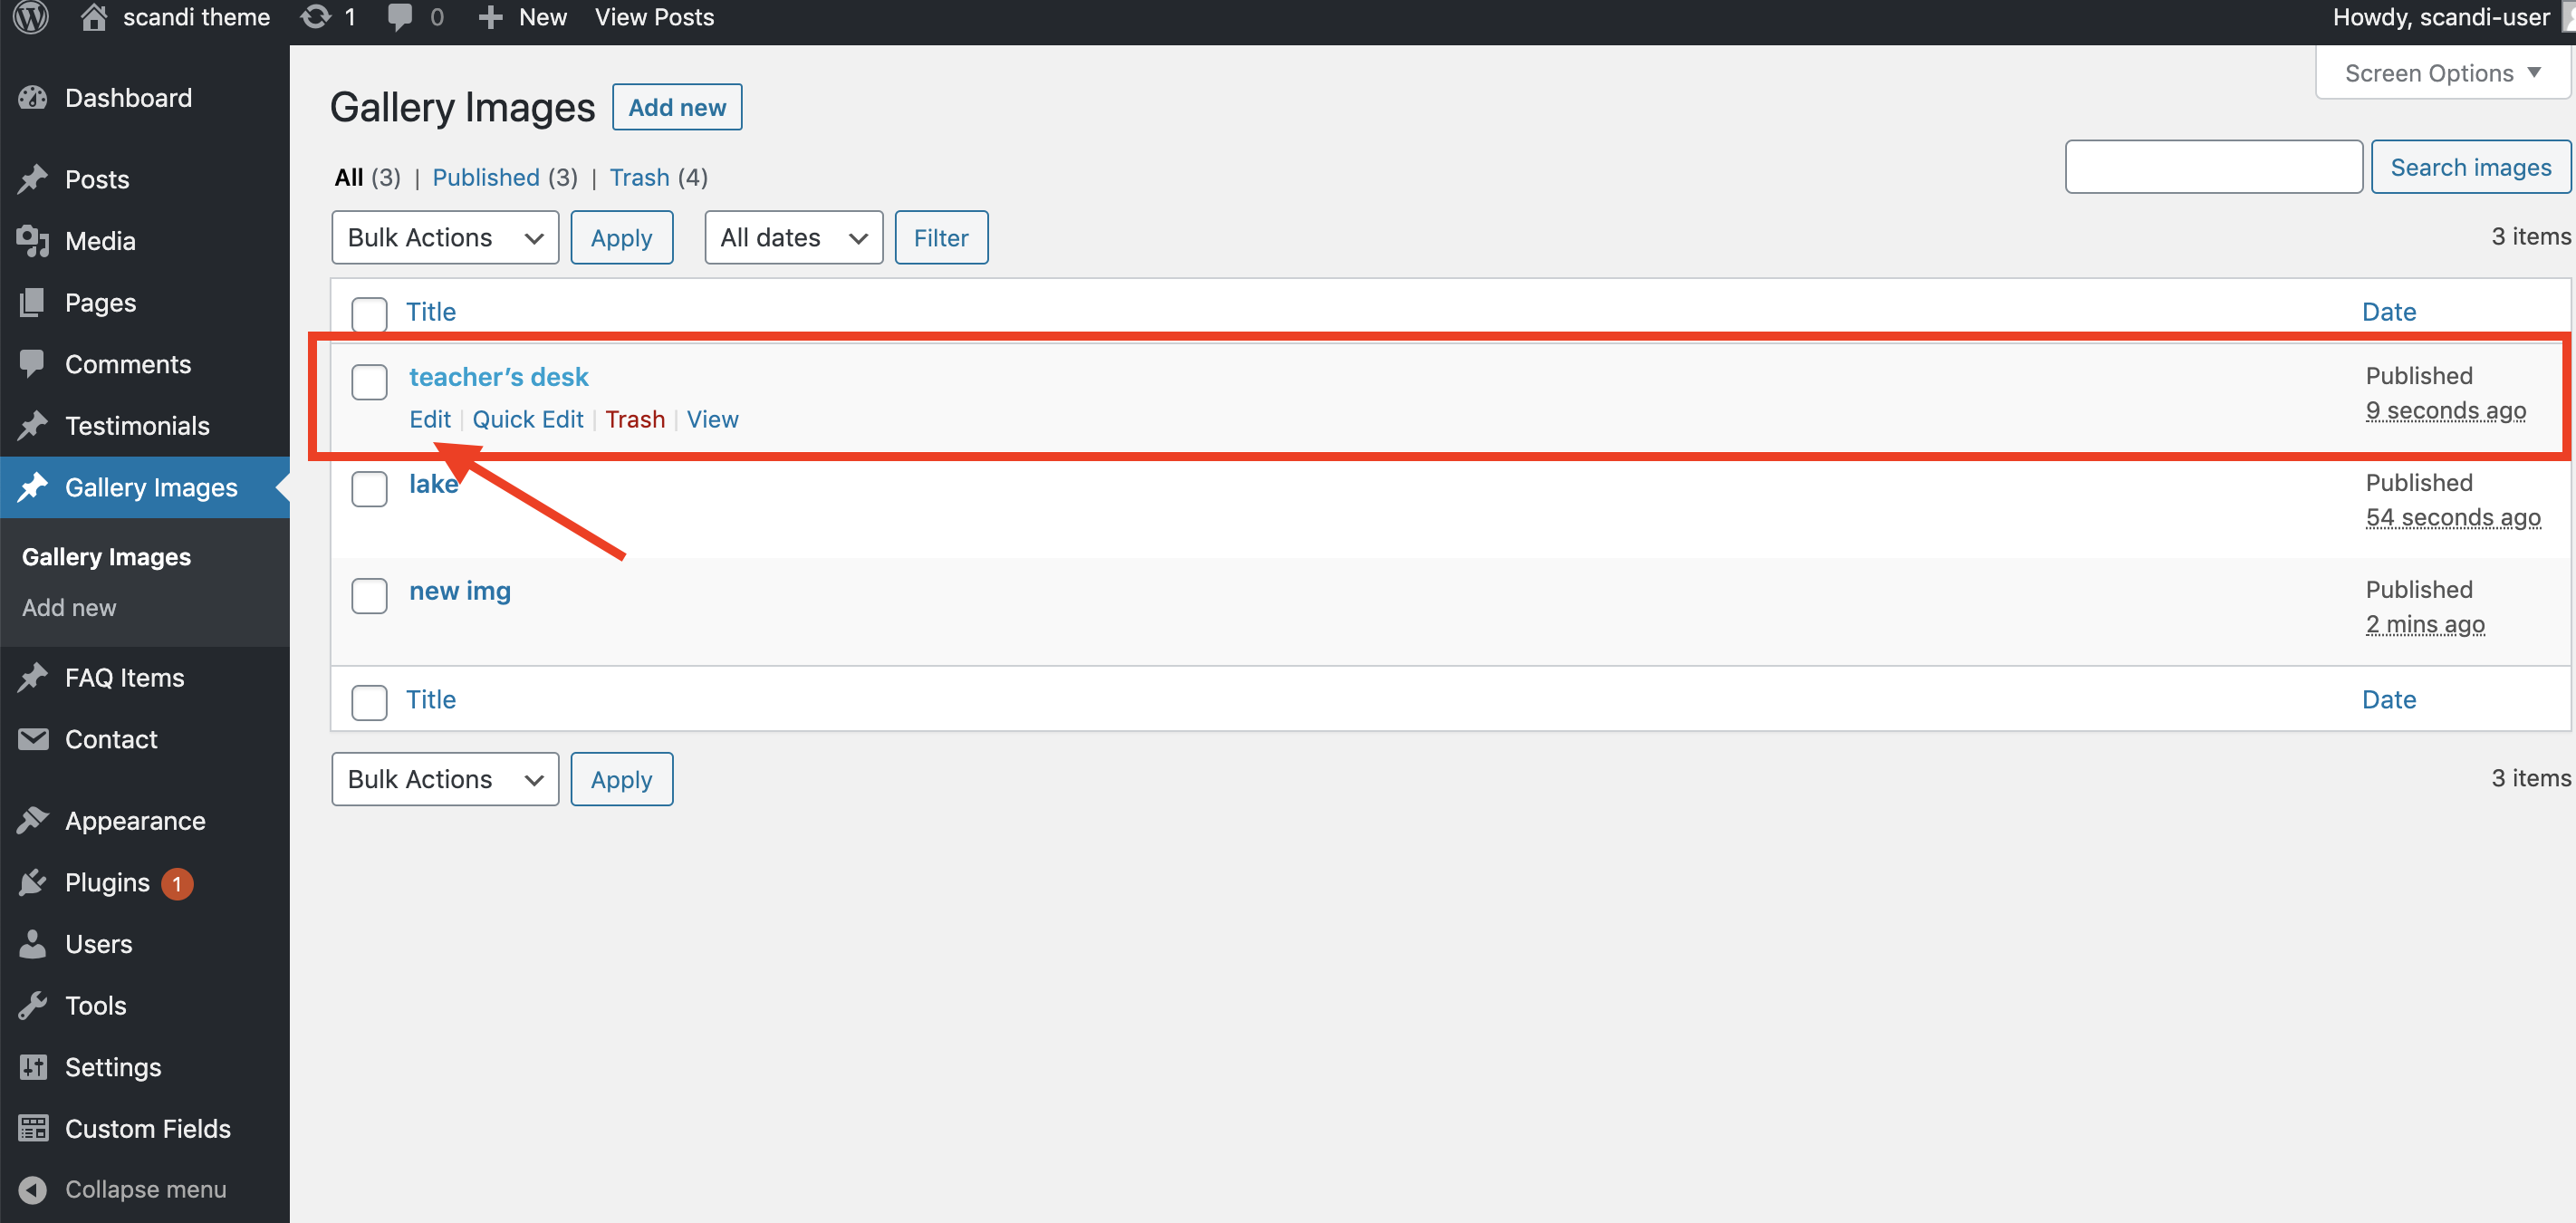 scandi theme 1 0 New View Posts Howdy, scandi-user
Screen Options
Dashboard
Posts
Media
Pages
Comments
Testimonials
Gallery Images
Gallery Images
Add new
FAQ Items
Contact
Appearance
Plugins 1
Users
Tools
Settings
Custom Fields
Collapse menu
Gallery Images Add new
All (3) | Published (3) | Trash (4)
Search images
Bulk Actions Apply All dates Filter 3 items
Title Date
teacher’s desk Published
Edit | Quick Edit | Trash | View 9 seconds ago
lake Published
54 seconds ago
new img Published
2 mins ago
Title Date
Bulk Actions Apply 3 items